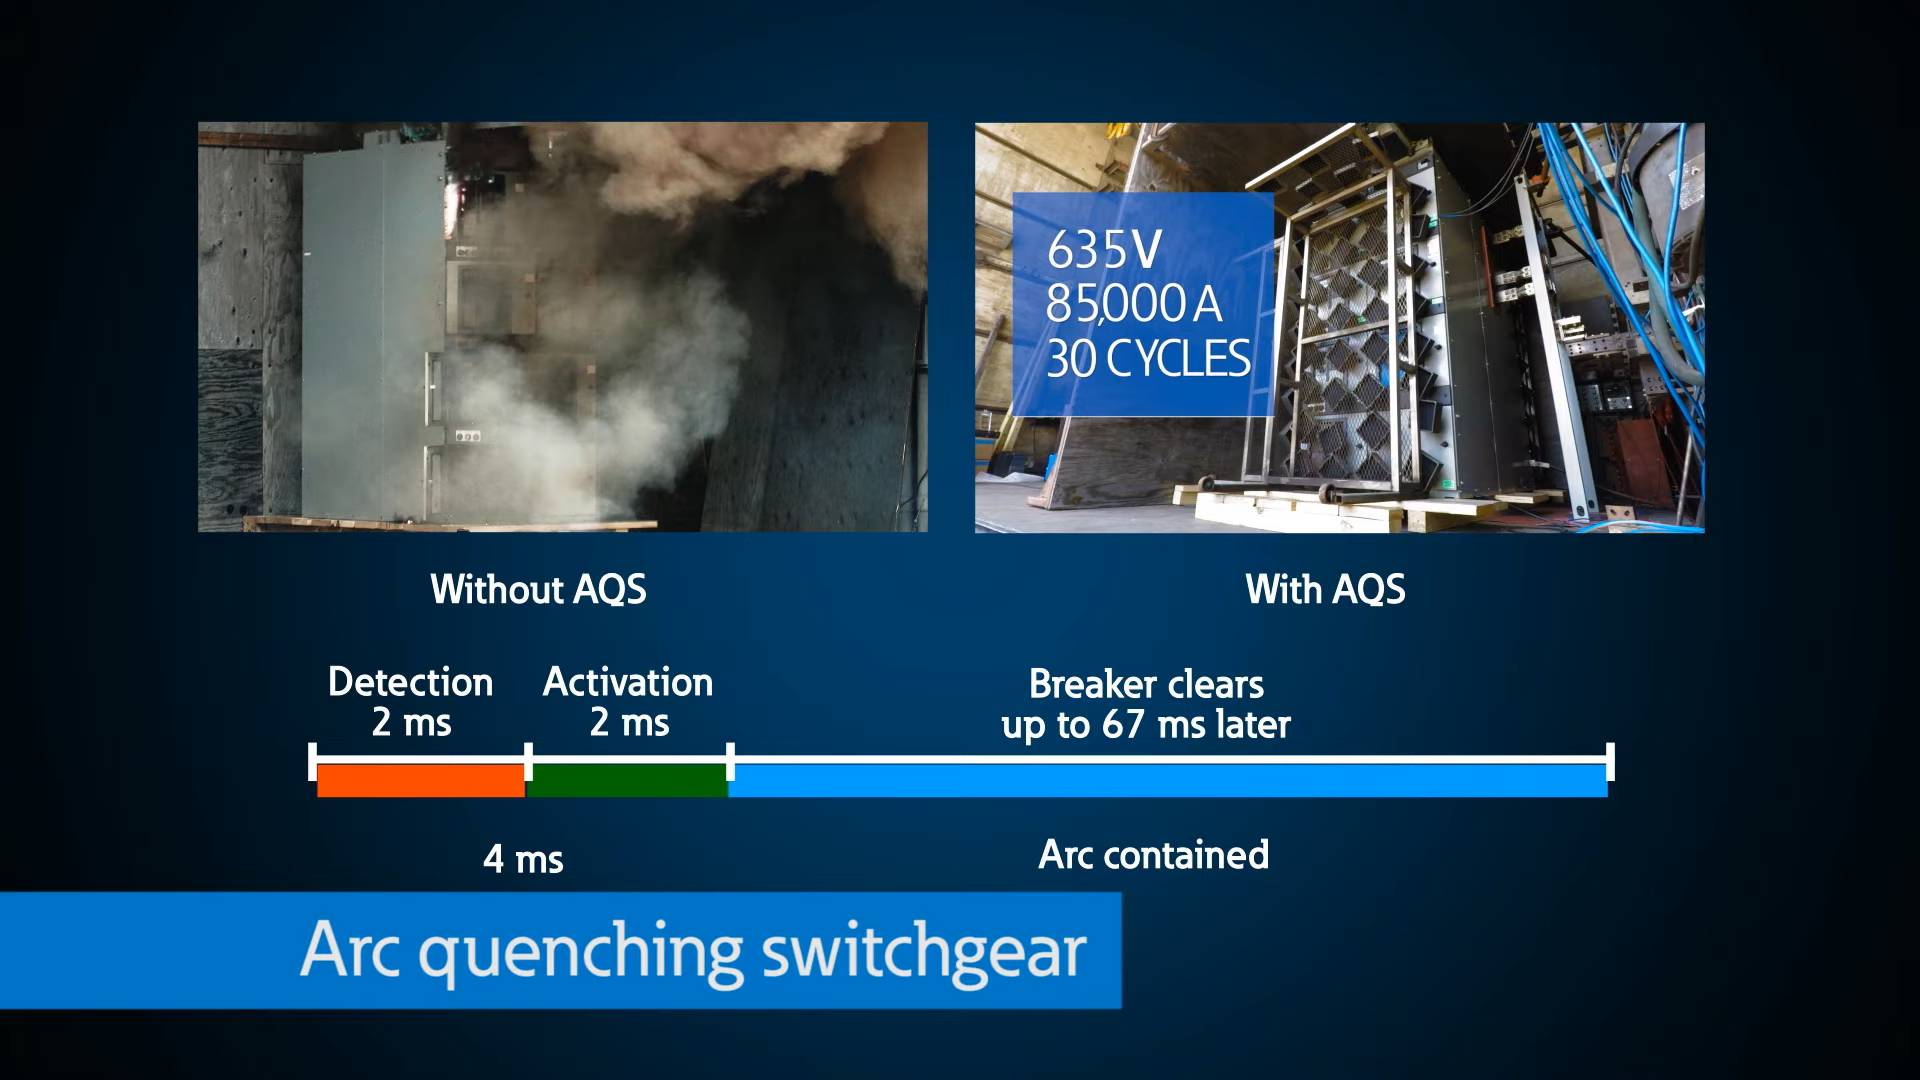 635V
85,000 A
30 CYCLES
Without AQS
With AQS
Detection
2 ms
Activation
2 ms
Breaker clears
up to 67 ms later
4 ms
Arc contained
Arc quenching switchgear